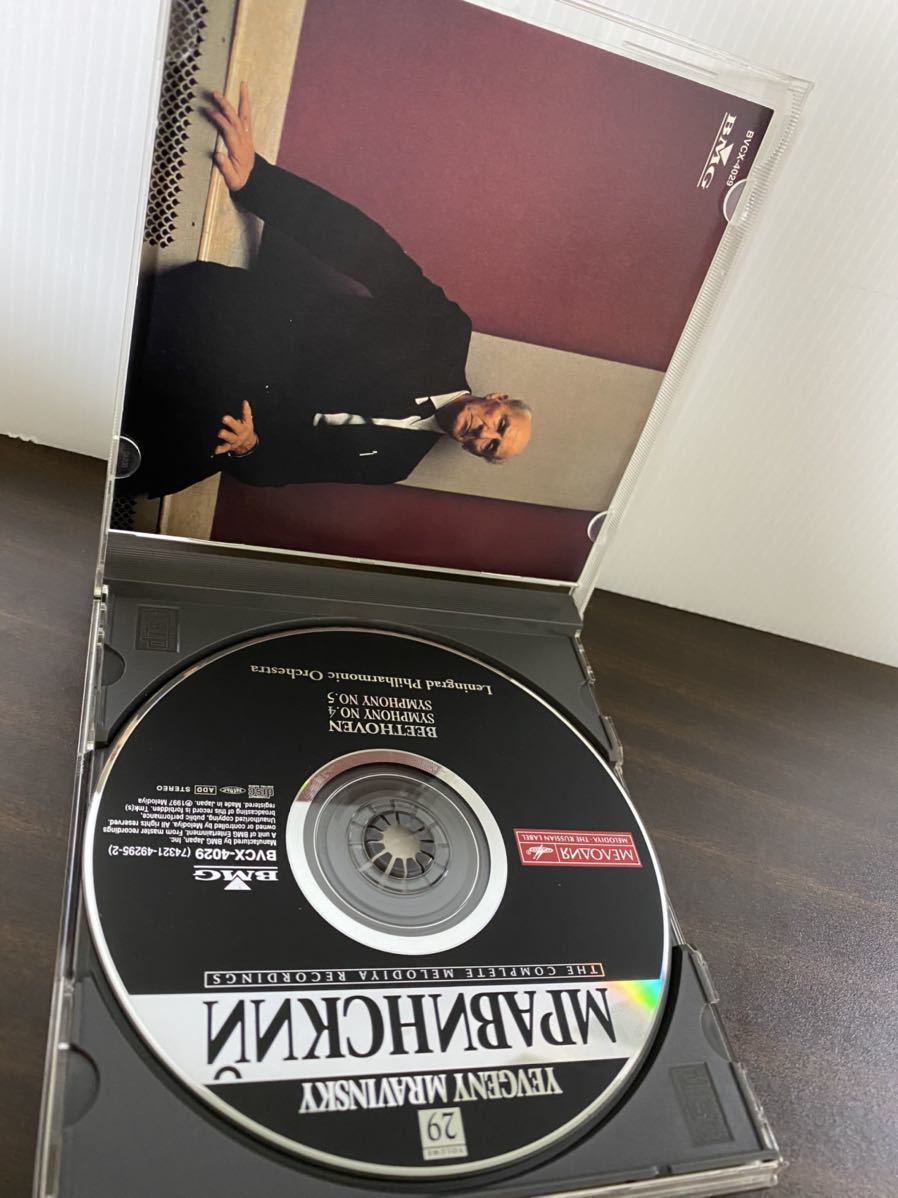 BVCX-4029
BMG
VOLUME
29
YEVGENY MRAVINSKY
МРАВИНСКИЙ
THE COMPLETE MELODIYA RECORDINGS
МЕЛОДИЯ
MELODIYA · THE RUSSIAN LABEL
BMG
BVCX-4029 (74321-49295-2)
Manufactured by BMG Japan, Inc.
A unit of BMG Entertainment. From master recordings
owned or controlled by Melodiya. All rights reserved.
Unauthorized copying, public performance,
broadcasting of this record is forbidden. Tmk(s)
registered. Made in Japan. ℗1997 Melodiya
ADD STEREO
BEETHOVEN
SYMPHONY NO.4
SYMPHONY NO.5
Leningrad Philharmonic Orchestra